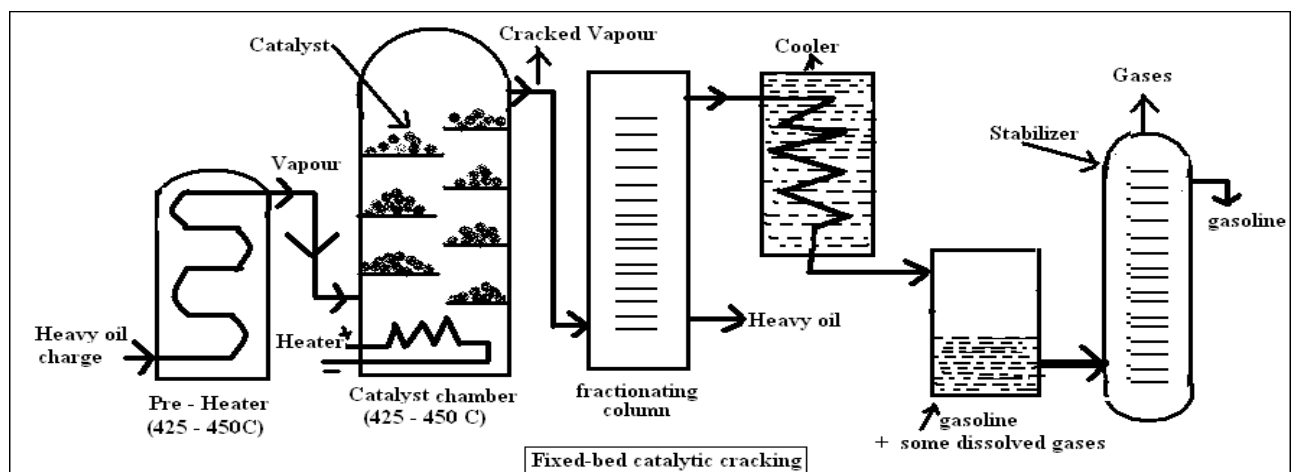 Catalyst
Cracked Vapour
Cooler
Gases
Stabilizer
Vapour
gasoline
Heavy oil
charge
Heater
+
−
Heavy oil
Pre - Heater
(425 - 450C)
Catalyst chamber
(425 - 450 C)
fractionating
column
gasoline
+ some dissolved gases
Fixed-bed catalytic cracking